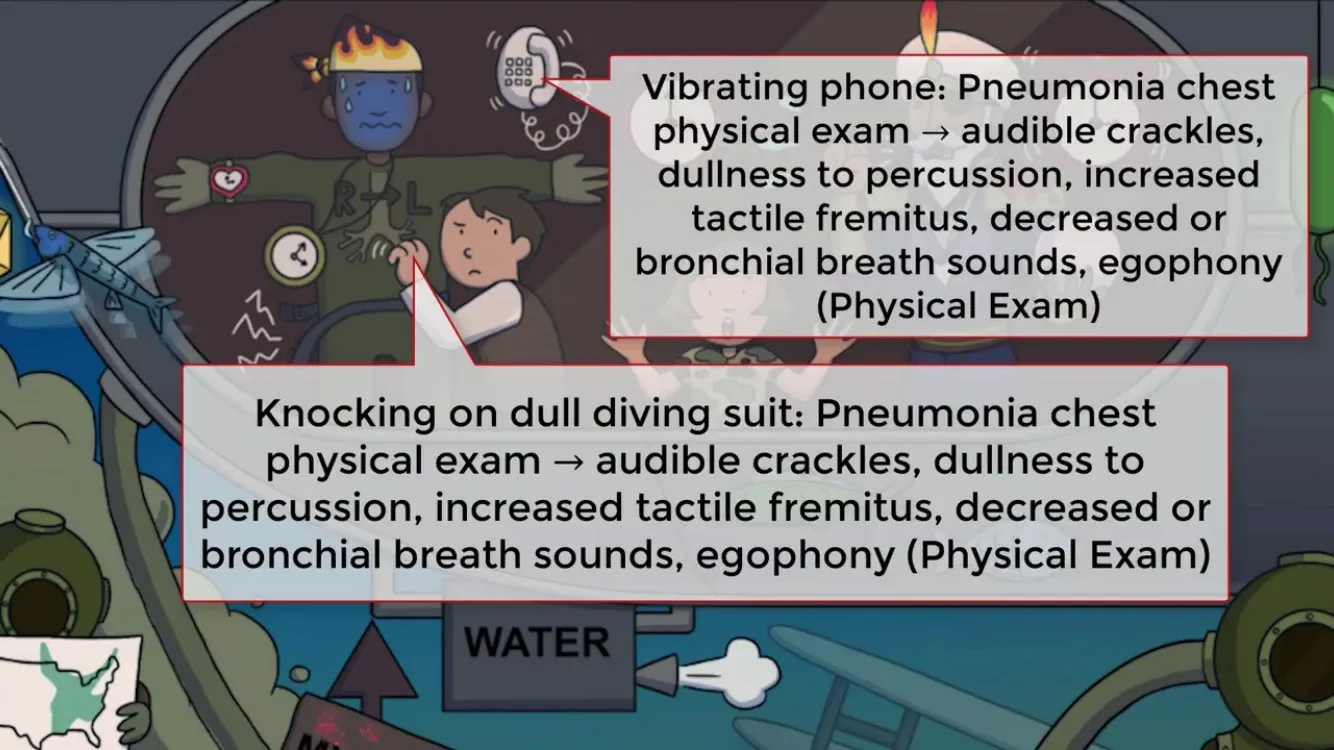 Vibrating phone: Pneumonia chest
physical exam → audible crackles,
dullness to percussion, increased
tactile fremitus, decreased or
bronchial breath sounds, egophony
(Physical Exam)
R→L
Knocking on dull diving suit: Pneumonia chest
physical exam → audible crackles, dullness to
percussion, increased tactile fremitus, decreased or
bronchial breath sounds, egophony (Physical Exam)
WATER